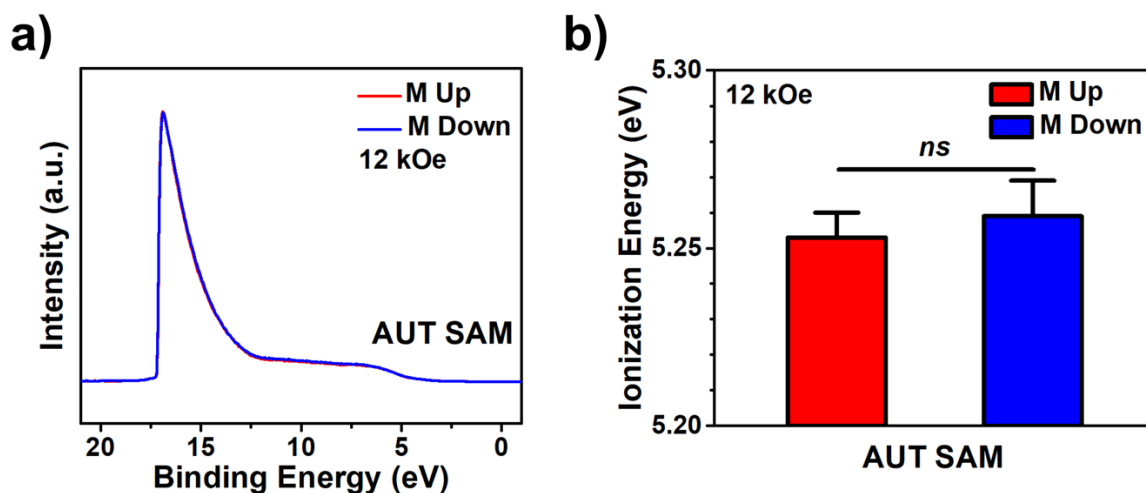 a)
Intensity (a.u.)
M Up
M Down
12 kOe
AUT SAM
20 15 10 5 0
Binding Energy (eV)
b)
Ionization Energy (eV)
5.30
5.25
5.20
12 kOe
M Up
M Down
ns
AUT SAM